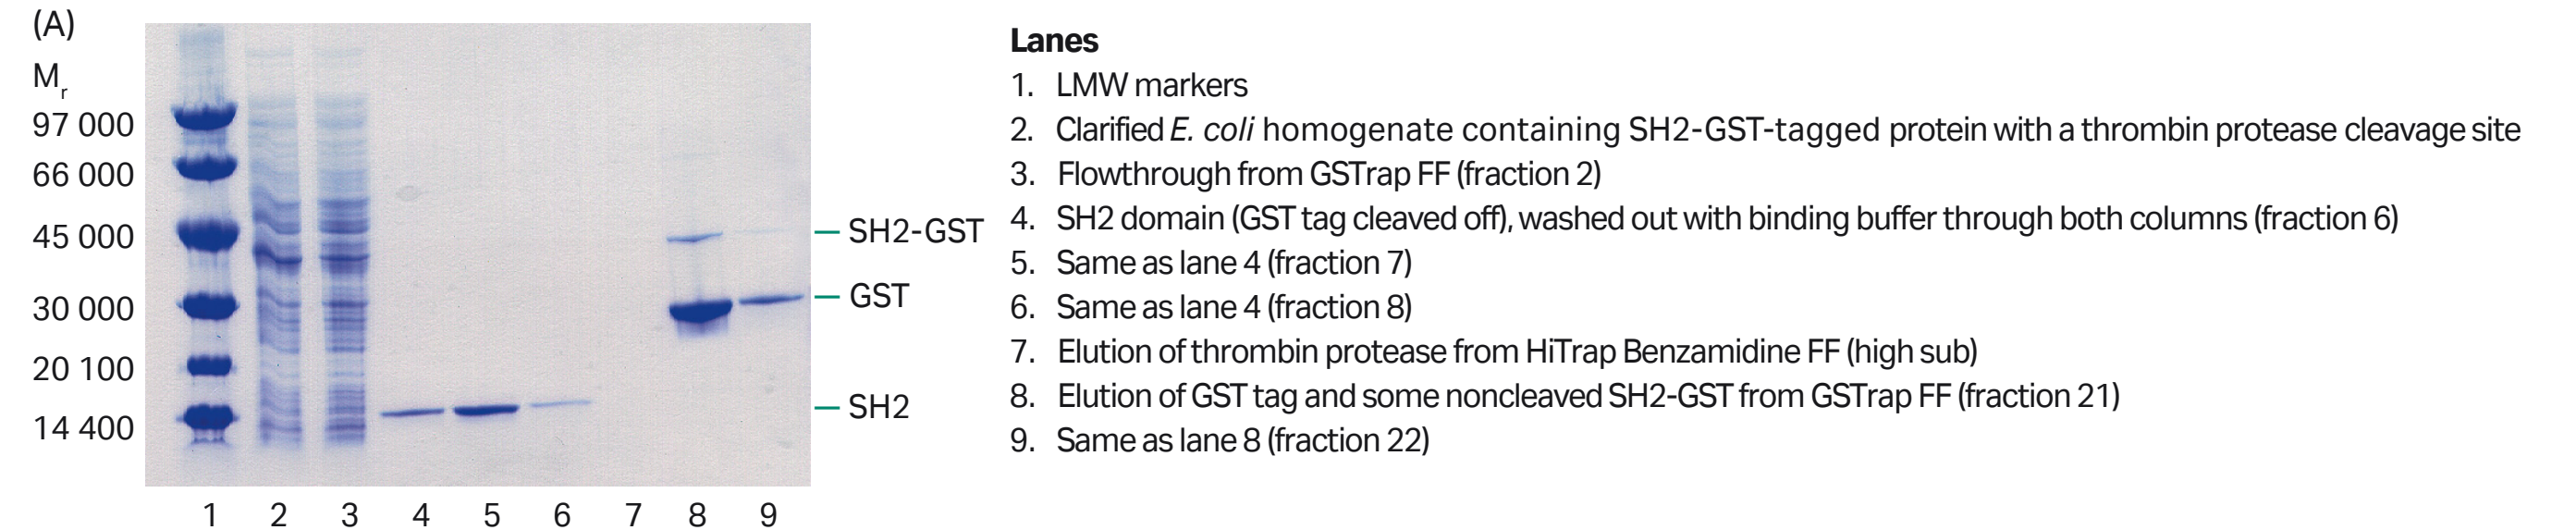 (A)
Mr
97 000
66 000
45 000
30 000
20 100
14 400
1 2 3 4 5 6 7 8 9
SH2-GST
GST
SH2
Lanes
1. LMW markers
2. Clarified E. coli homogenate containing SH2-GST-tagged protein with a thrombin protease cleavage site
3. Flowthrough from GSTrap FF (fraction 2)
4. SH2 domain (GST tag cleaved off), washed out with binding buffer through both columns (fraction 6)
5. Same as lane 4 (fraction 7)
6. Same as lane 4 (fraction 8)
7. Elution of thrombin protease from HiTrap Benzamidine FF (high sub)
8. Elution of GST tag and some noncleaved SH2-GST from GSTrap FF (fraction 21)
9. Same as lane 8 (fraction 22)